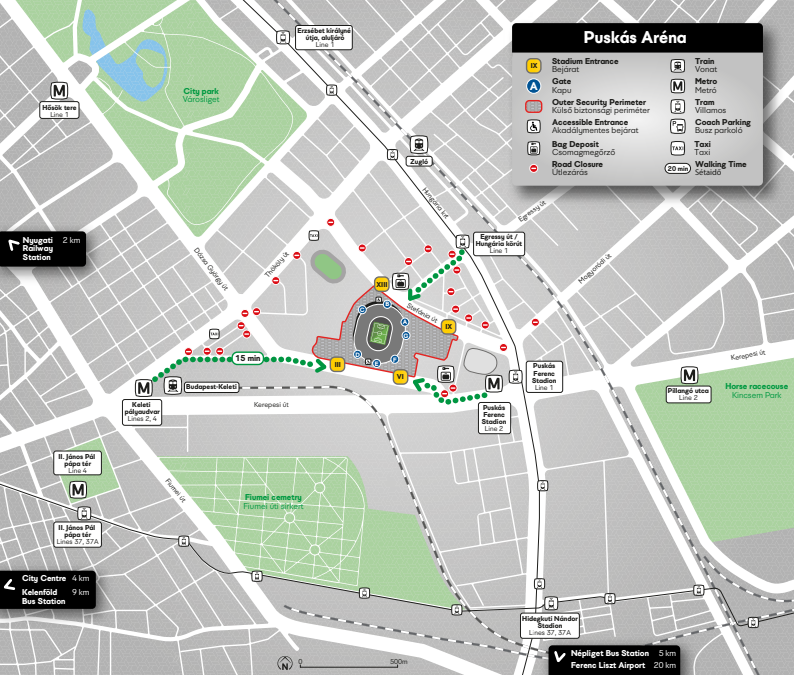 Erzsébet királyné
útja, aluljáró
Line 1
Puskás Aréna
IX
Stadium Entrance
Bejárat
A
Gate
Kapu
Outer Security Perimeter
Külső biztonsági periméter
Accessible Entrance
Akadálymentes bejárat
Bag Deposit
Csomagmegőrző
Road Closure
Útlezárás
Train
Vonat
M
Metro
Metró
Tram
Villamos
P
Coach Parking
Busz parkoló
TAXI
Taxi
Taxi
20 min
Walking Time
Sétaidő
City park
Városliget
M
Hősök tere
Line 1
Zugló
Hungária krt
Egressy út
Egressy út /
Hungária körút
Line 1
Mogyoródi út
Nyugati
Railway
Station
2 km
Dózsa György út
Thököly út
TAXI
TAXI
XIII
Stefánia út
IX
III
VI
B
C
A
G
D
E
F
15 min
M
Keleti
pályaudvar
Lines 2, 4
Budapest-Keleti
Kerepesi út
M
Puskás
Ferenc
Stadion
Line 2
Puskás
Ferenc
Stadion
Line 1
Kerepesi út
M
Pillangó utca
Line 2
Horse racecouse
Kincsem Park
II. János Pál
pápa tér
Line 4
M
II. János Pál
pápa tér
Lines 37, 37A
Fiumei út
Fiumei cemetry
Fiumei úti sírkert
City Centre 4 km
Kelenföld 9 km
Bus Station
Hidegkuti Nándor
Stadion
Lines 37, 37A
Népliget Bus Station 5 km
Ferenc Liszt Airport 20 km
N
0 500m